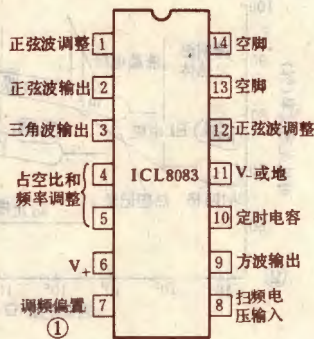 正弦波调整 1
正弦波输出 2
三角波输出 3
占空比和
频率调整
4
5
V+ 6
调频偏置 7
①
ICL8083
14 空脚
13 空脚
12 正弦波调整
11 V-或地
10 定时电容
9 方波输出
8 扫频电
压输入